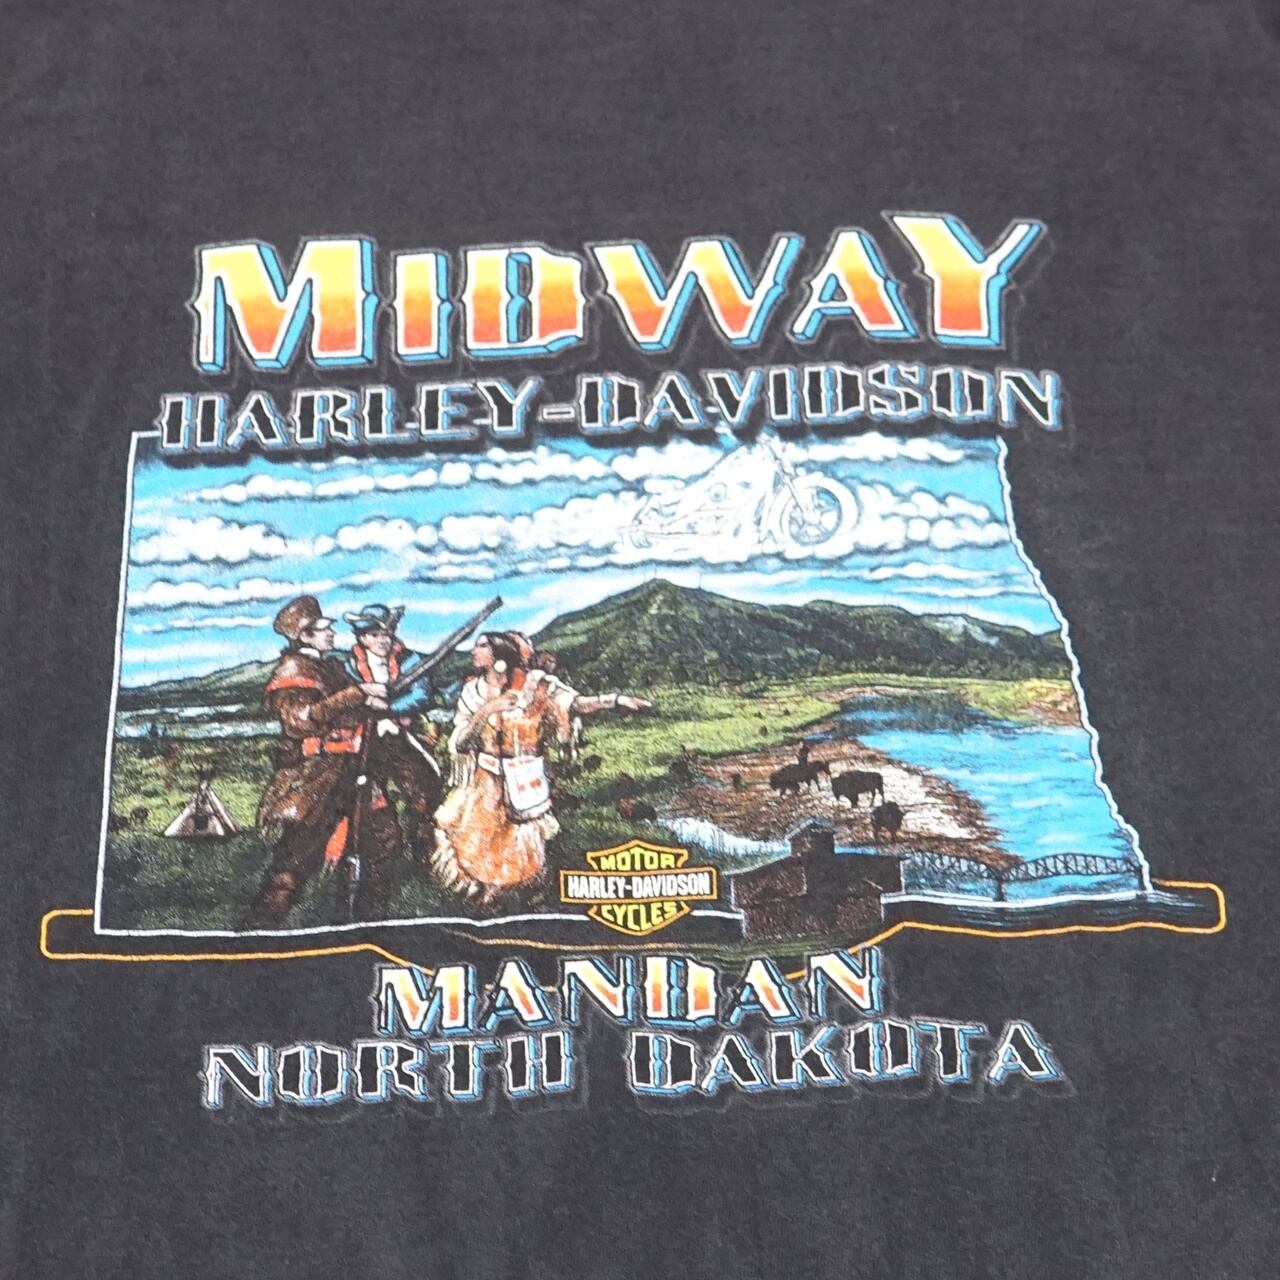 MIDWAY
HARLEY-DAVIDSON
MOTOR
HARLEY-DAVIDSON
CYCLES
MANDAN
NORTH DAKOTA